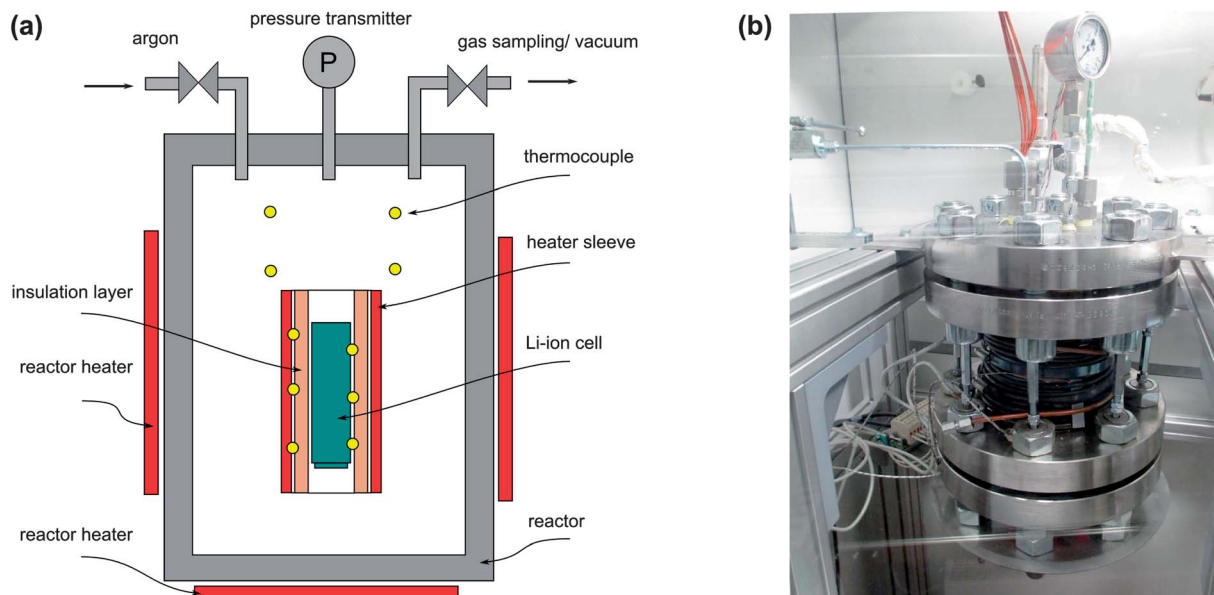 (a)
pressure transmitter
argon
gas sampling/ vacuum
P
thermocouple
heater sleeve
insulation layer
Li-ion cell
reactor heater
reactor heater
reactor
(b)